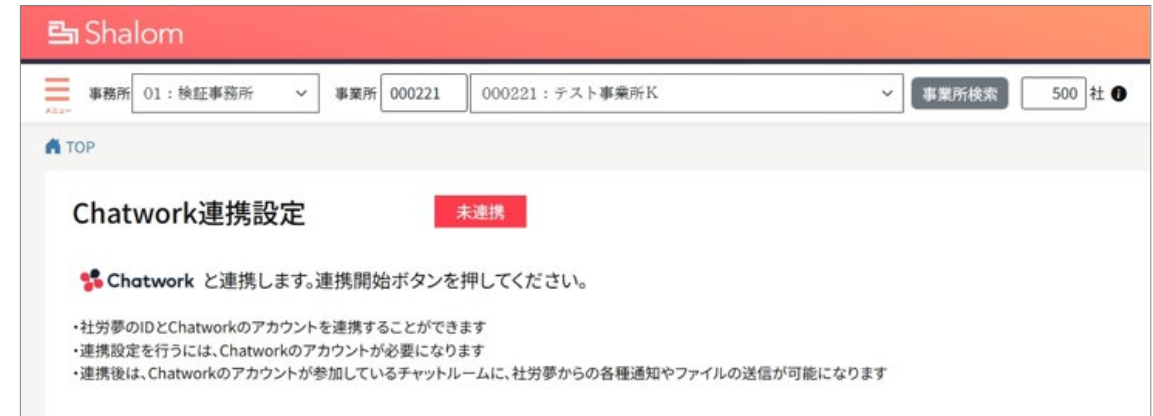 Shalom
メニュー 事務所 01：検証事務所 事業所 000221 000221：テスト事業所K 事業所検索 500 社 i
TOP
Chatwork連携設定 未連携
Chatwork と連携します。連携開始ボタンを押してください。
・社労夢のIDとChatworkのアカウントを連携することができます
・連携設定を行うには、Chatworkのアカウントが必要になります
・連携後は、Chatworkのアカウントが参加しているチャットルームに、社労夢からの各種通知やファイルの送信が可能になります